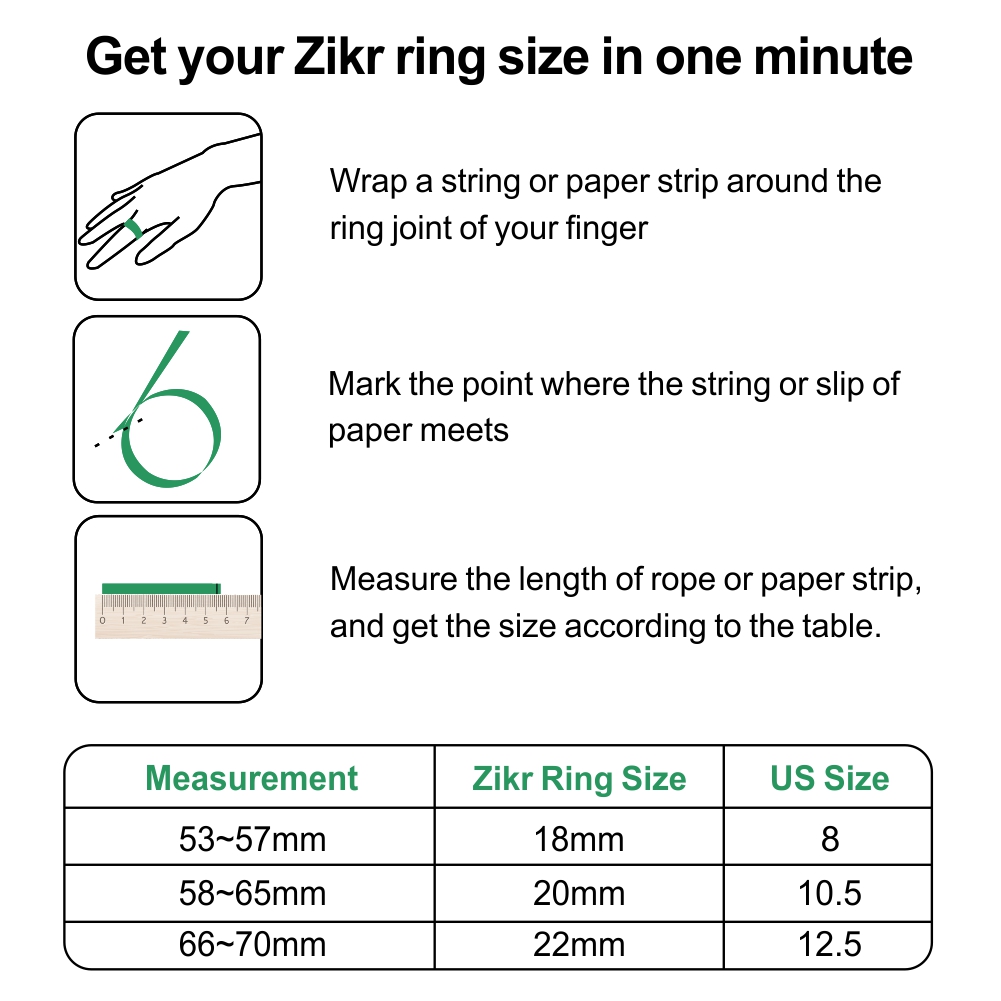 Get your Zikr ring size in one minute
Wrap a string or paper strip around the
ring joint of your finger
Mark the point where the string or slip of
paper meets
Measure the length of rope or paper strip,
and get the size according to the table.
0 1 2 3 4 5 6 7
Measurement Zikr Ring Size US Size
53~57mm 18mm 8
58~65mm 20mm 10.5
66~70mm 22mm 12.5